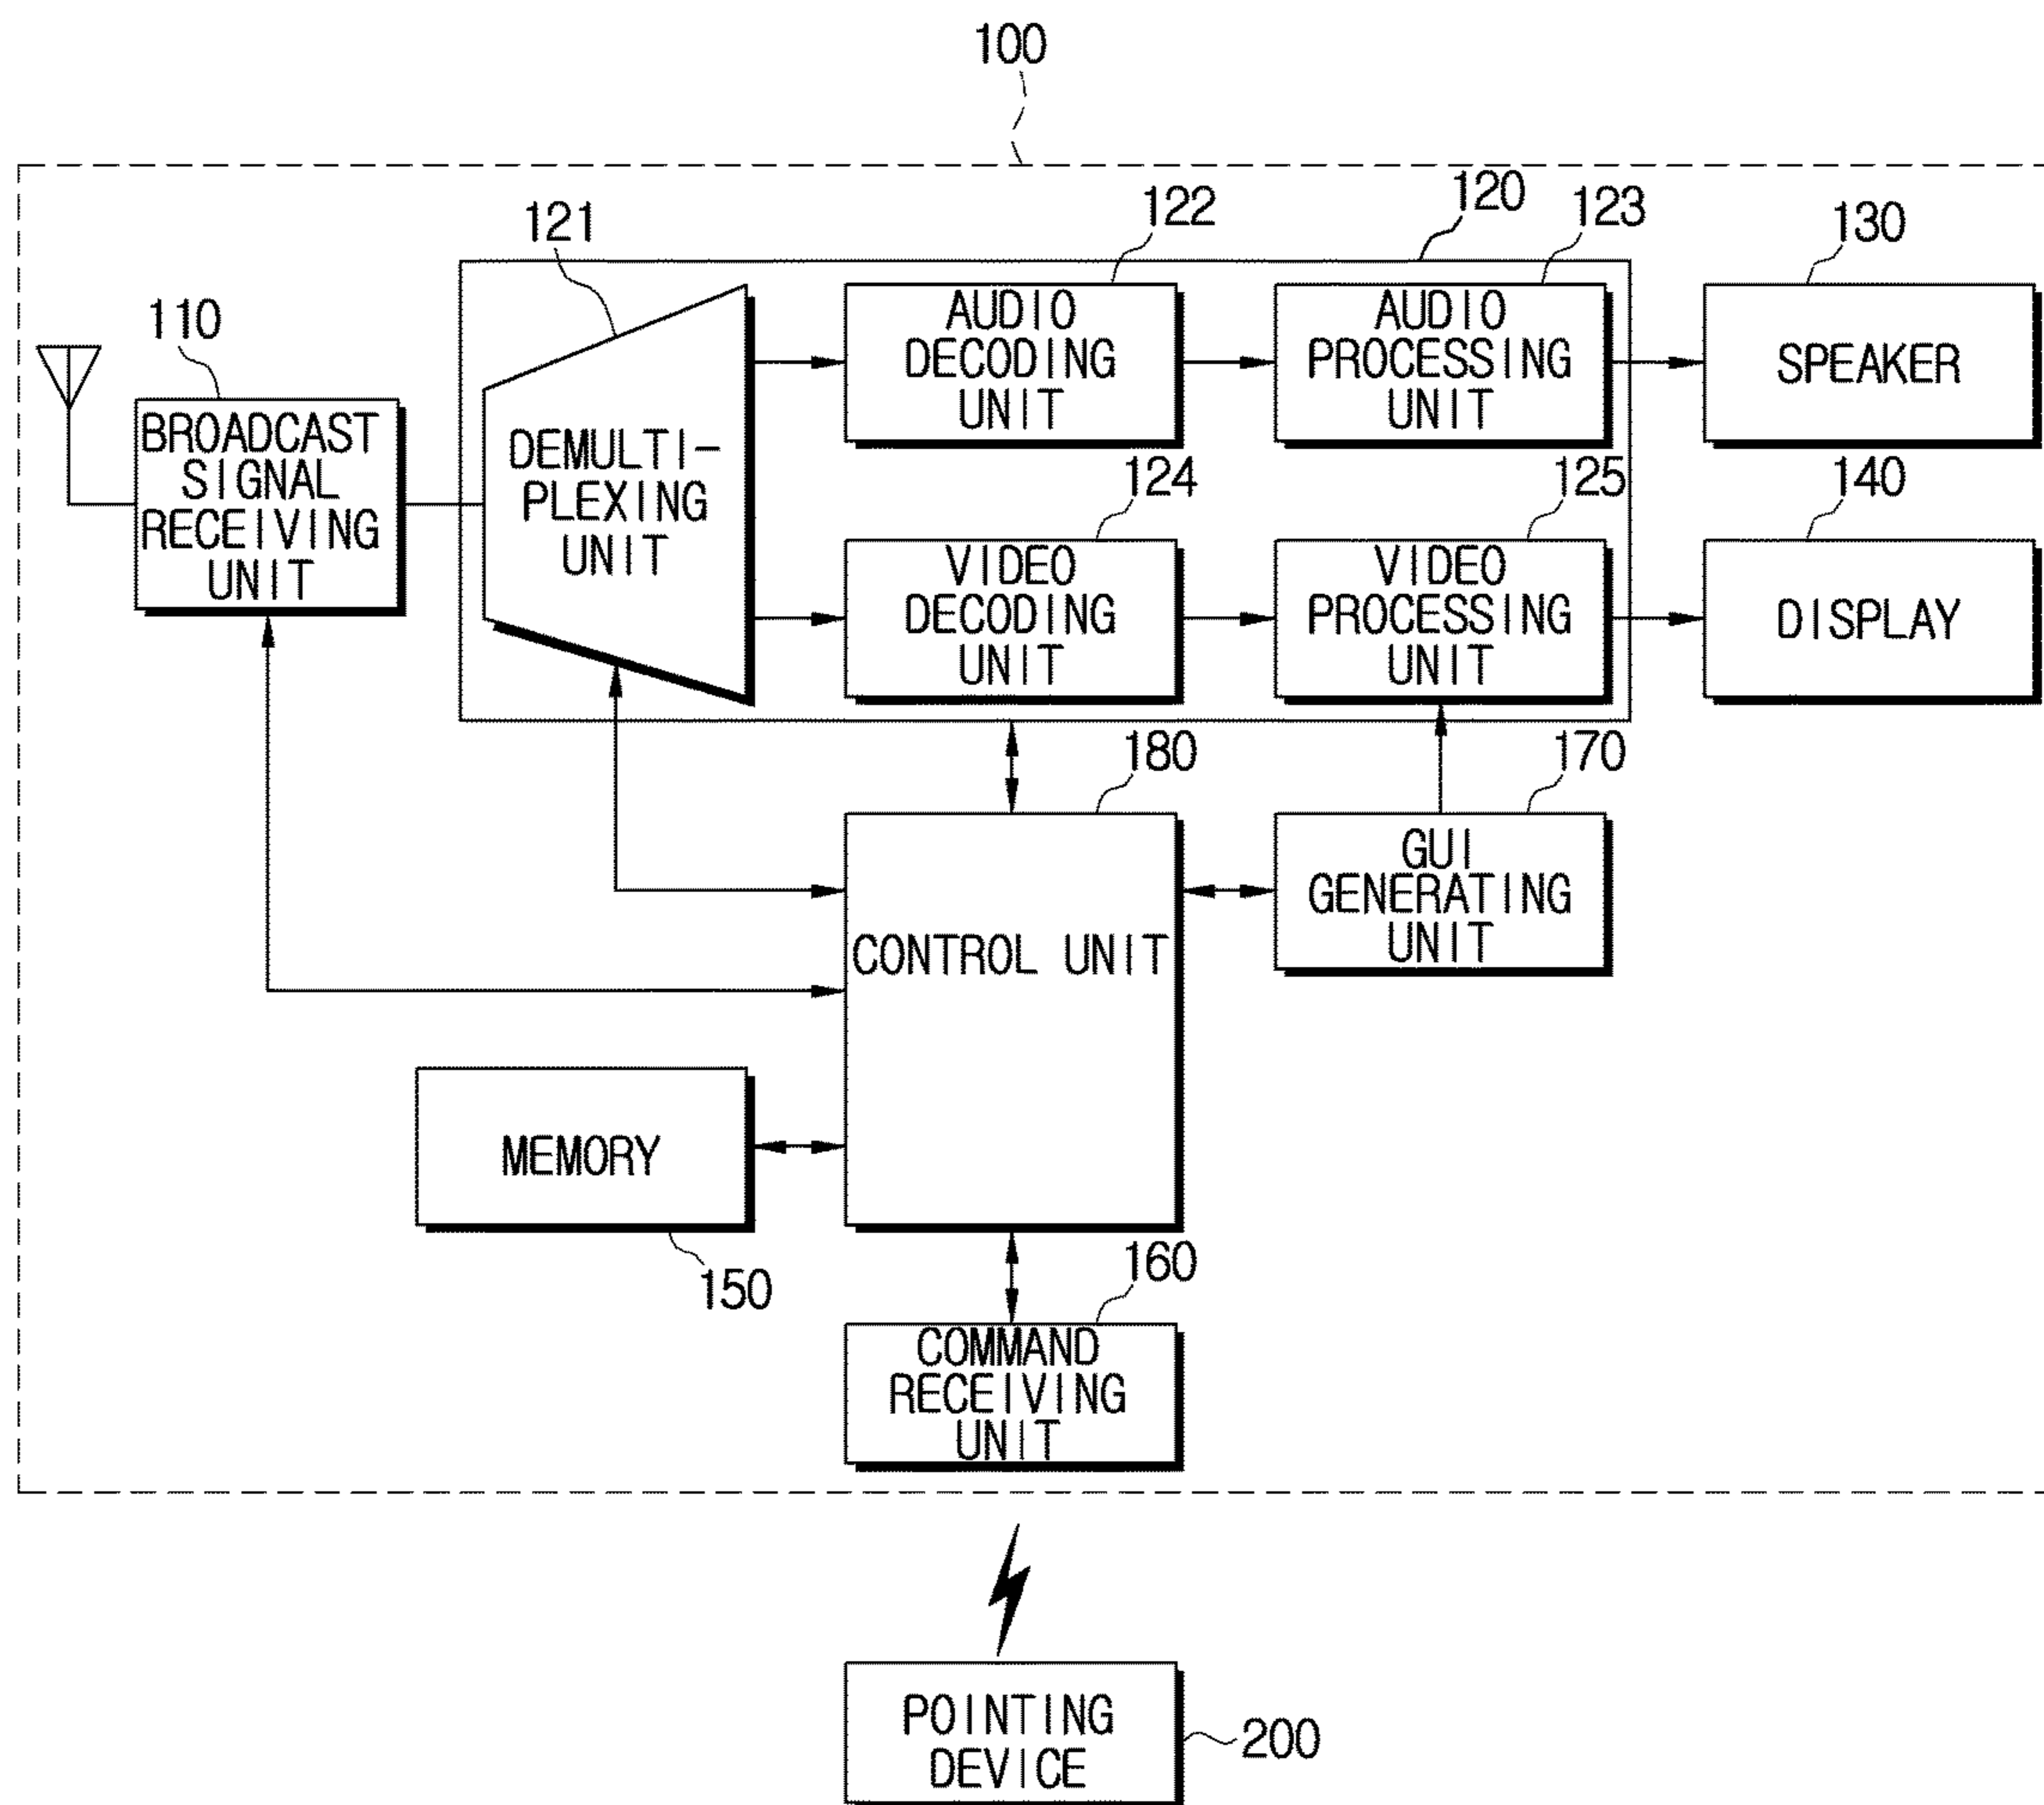 100
120
122
123
130
121
110
AUDIO
DECODING
UNIT
AUDIO
PROCESSING
UNIT
SPEAKER
BROADCAST
SIGNAL
RECEIVING
UNIT
DEMULTI-
PLEXING
UNIT
124
125
140
VIDEO
DECODING
UNIT
VIDEO
PROCESSING
UNIT
DISPLAY
180
170
CONTROL UNIT
GUI
GENERATING
UNIT
MEMORY
150
160
COMMAND
RECEIVING
UNIT
POINTING
DEVICE
200